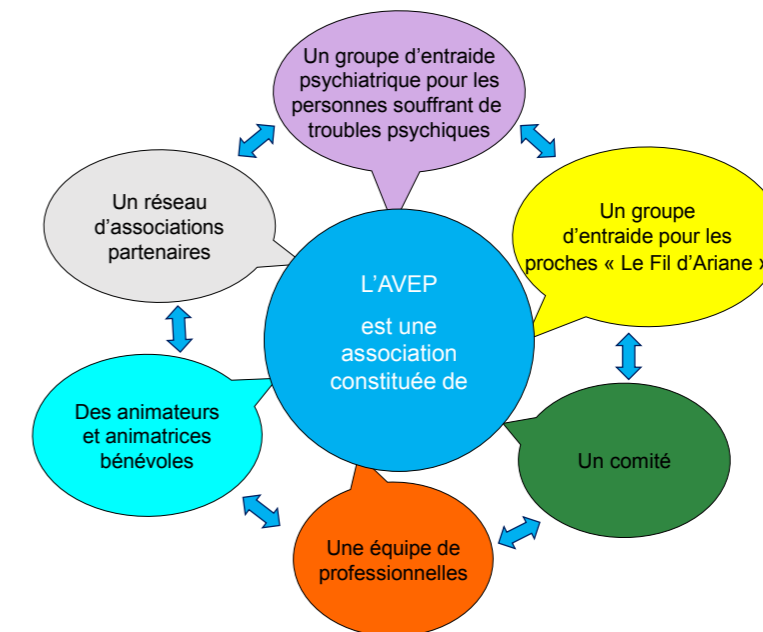 Un groupe d'entraide
psychiatrique pour les
personnes souffrant de
troubles psychiques
Un réseau
d'associations
partenaires
Un groupe
d'entraide pour les
proches « Le Fil d'Ariane »
L'AVEP
est une
association
constituée de
Des animateurs
et animatrices
bénévoles
Un comité
Une équipe de
professionnelles